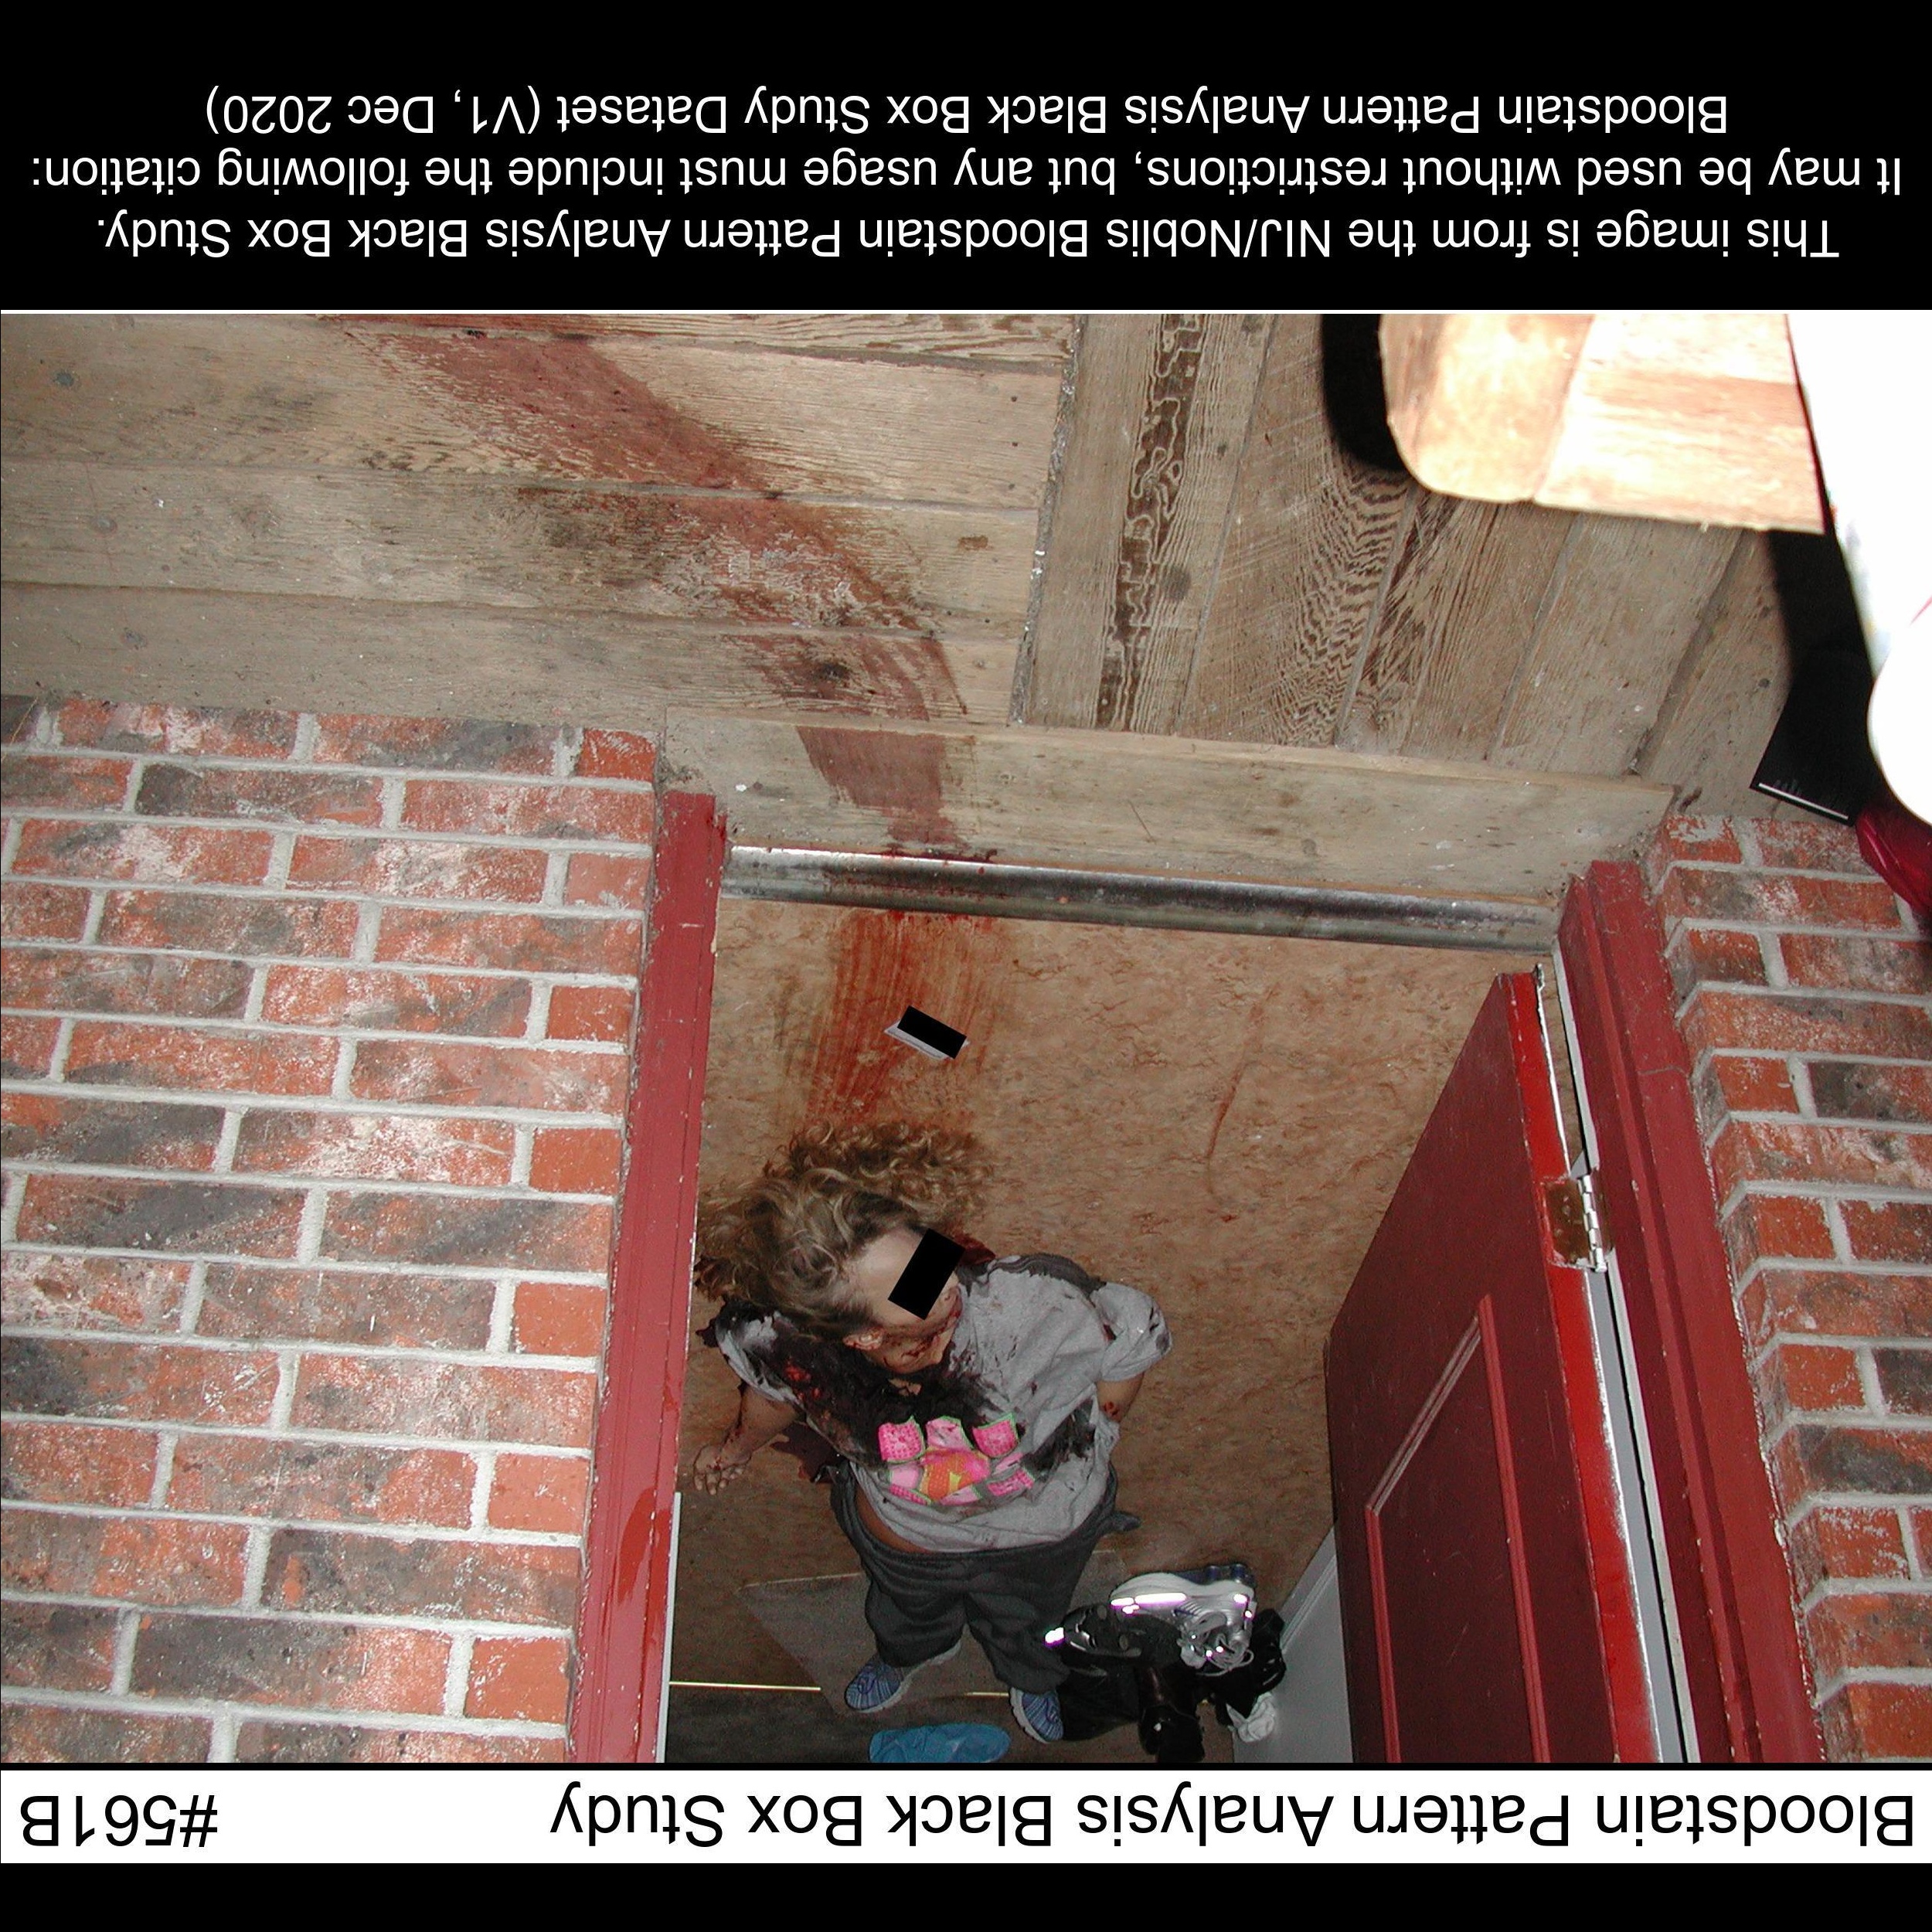 Bloodstain Pattern Analysis Black Box Study #561B
This image is from the NIJ/Noblis Bloodstain Pattern Analysis Black Box Study.
It may be used without restrictions, but any usage must include the following citation:
Bloodstain Pattern Analysis Black Box Study Dataset (V1, Dec 2020)